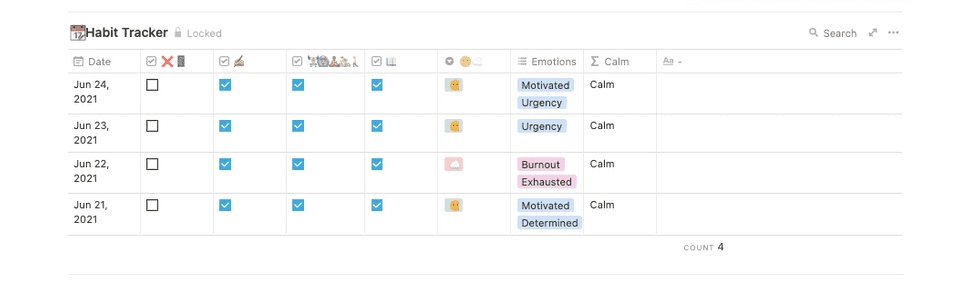 Habit Tracker Locked Search
Date Emotions Calm Aa -
Jun 24, 2021 Motivated Urgency Calm
Jun 23, 2021 Urgency Calm
Jun 22, 2021 Burnout Exhausted Calm
Jun 21, 2021 Motivated Determined Calm
COUNT 4